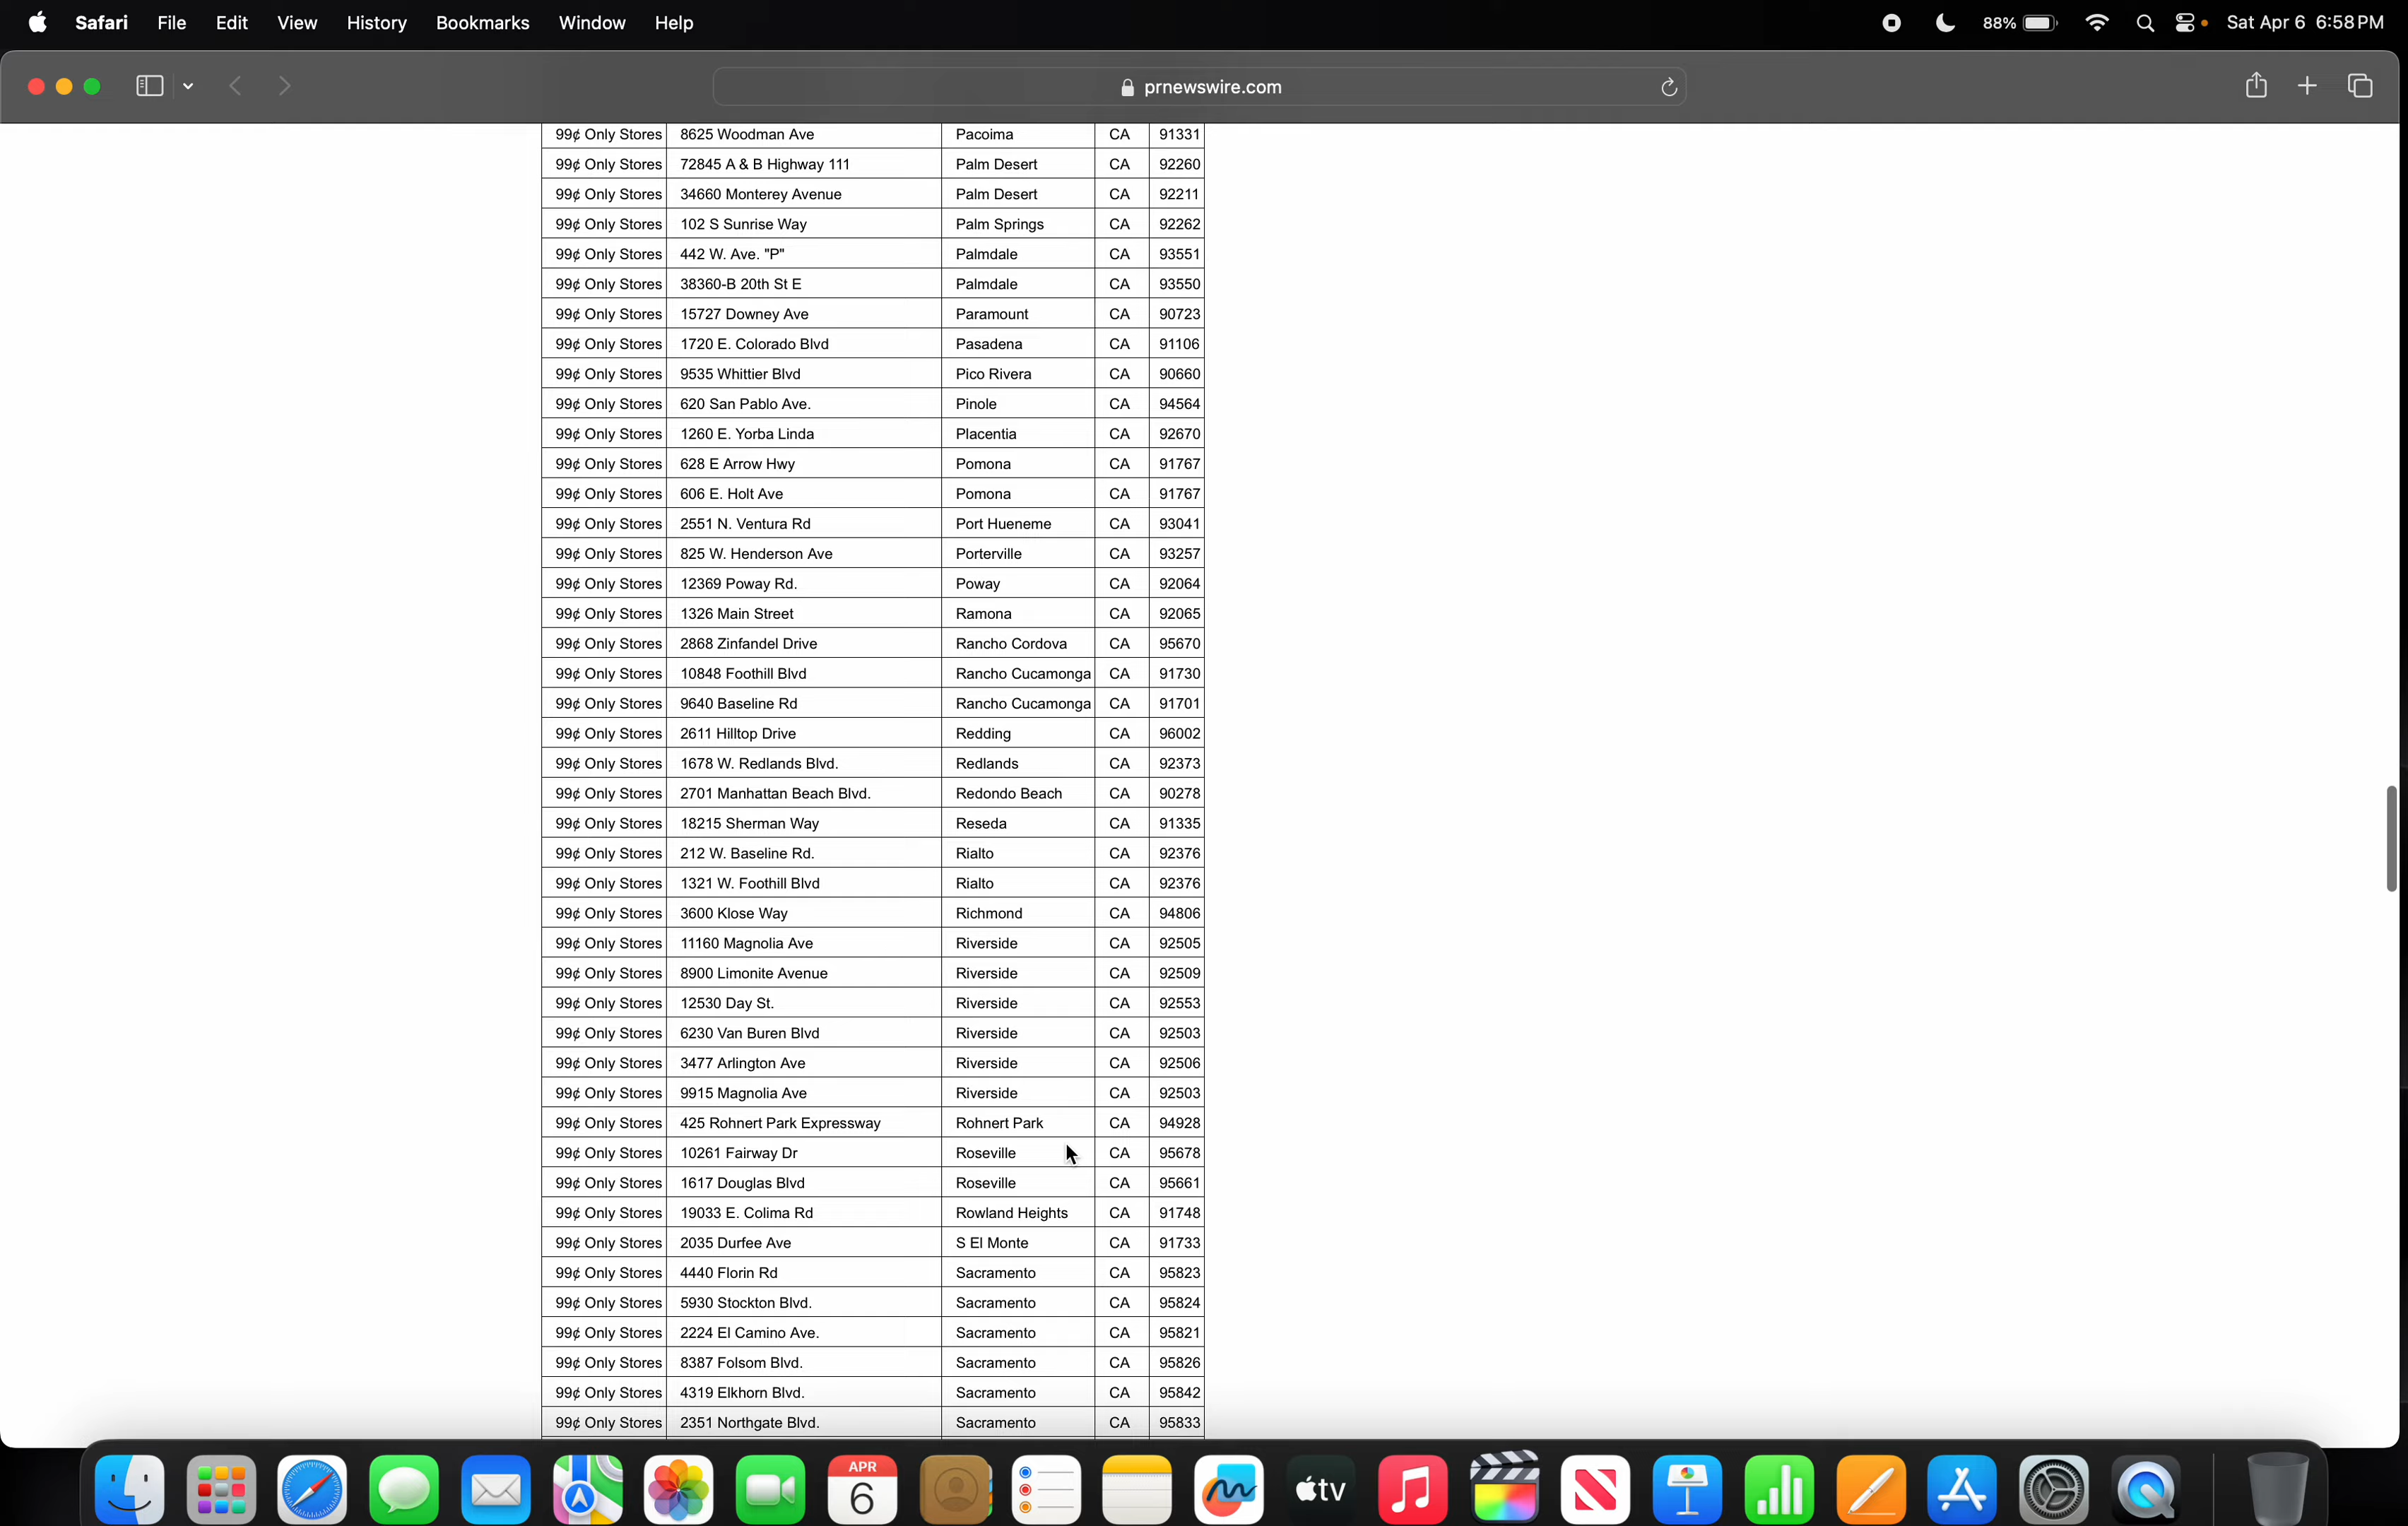 Safari File Edit View History Bookmarks Window Help 88% Sat Apr 6 6:58 PM
prnewswire.com
99¢ Only Stores 8625 Woodman Ave Pacoima CA 91331
99¢ Only Stores 72845 A & B Highway 111 Palm Desert CA 92260
99¢ Only Stores 34660 Monterey Avenue Palm Desert CA 92211
99¢ Only Stores 102 S Sunrise Way Palm Springs CA 92262
99¢ Only Stores 442 W. Ave. "P" Palmdale CA 93551
99¢ Only Stores 38360-B 20th St E Palmdale CA 93550
99¢ Only Stores 15727 Downey Ave Paramount CA 90723
99¢ Only Stores 1720 E. Colorado Blvd Pasadena CA 91106
99¢ Only Stores 9535 Whittier Blvd Pico Rivera CA 90660
99¢ Only Stores 620 San Pablo Ave. Pinole CA 94564
99¢ Only Stores 1260 E. Yorba Linda Placentia CA 92670
99¢ Only Stores 628 E Arrow Hwy Pomona CA 91767
99¢ Only Stores 606 E. Holt Ave Pomona CA 91767
99¢ Only Stores 2551 N. Ventura Rd Port Hueneme CA 93041
99¢ Only Stores 825 W. Henderson Ave Porterville CA 93257
99¢ Only Stores 12369 Poway Rd. Poway CA 92064
99¢ Only Stores 1326 Main Street Ramona CA 92065
99¢ Only Stores 2868 Zinfandel Drive Rancho Cordova CA 95670
99¢ Only Stores 10848 Foothill Blvd Rancho Cucamonga CA 91730
99¢ Only Stores 9640 Baseline Rd Rancho Cucamonga CA 91701
99¢ Only Stores 2611 Hilltop Drive Redding CA 96002
99¢ Only Stores 1678 W. Redlands Blvd. Redlands CA 92373
99¢ Only Stores 2701 Manhattan Beach Blvd. Redondo Beach CA 90278
99¢ Only Stores 18215 Sherman Way Reseda CA 91335
99¢ Only Stores 212 W. Baseline Rd. Rialto CA 92376
99¢ Only Stores 1321 W. Foothill Blvd Rialto CA 92376
99¢ Only Stores 3600 Klose Way Richmond CA 94806
99¢ Only Stores 11160 Magnolia Ave Riverside CA 92505
99¢ Only Stores 8900 Limonite Avenue Riverside CA 92509
99¢ Only Stores 12530 Day St. Riverside CA 92553
99¢ Only Stores 6230 Van Buren Blvd Riverside CA 92503
99¢ Only Stores 3477 Arlington Ave Riverside CA 92506
99¢ Only Stores 9915 Magnolia Ave Riverside CA 92503
99¢ Only Stores 425 Rohnert Park Expressway Rohnert Park CA 94928
99¢ Only Stores 10261 Fairway Dr Roseville CA 95678
99¢ Only Stores 1617 Douglas Blvd Roseville CA 95661
99¢ Only Stores 19033 E. Colima Rd Rowland Heights CA 91748
99¢ Only Stores 2035 Durfee Ave S El Monte CA 91733
99¢ Only Stores 4440 Florin Rd Sacramento CA 95823
99¢ Only Stores 5930 Stockton Blvd. Sacramento CA 95824
99¢ Only Stores 2224 El Camino Ave. Sacramento CA 95821
99¢ Only Stores 8387 Folsom Blvd. Sacramento CA 95826
99¢ Only Stores 4319 Elkhorn Blvd. Sacramento CA 95842
99¢ Only Stores 2351 Northgate Blvd. Sacramento CA 95833
APR
6
tv